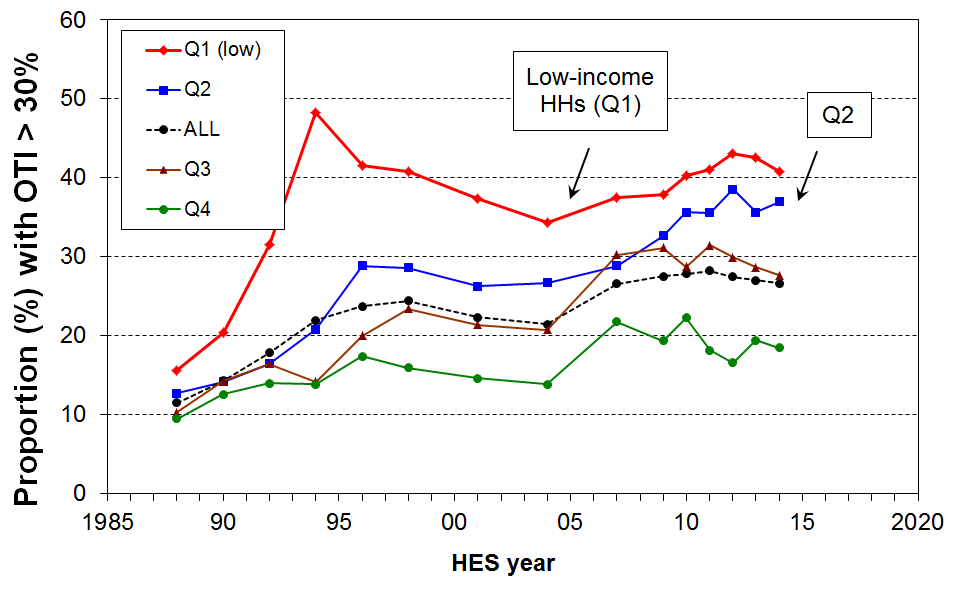 60
50
40
30
20
10
0
Proportion (%) with OTI > 30%
Q1 (low)
Q2
ALL
Q3
Q4
Low-income
HHs (Q1)
Q2
1985
90
95
00
05
10
15
2020
HES year